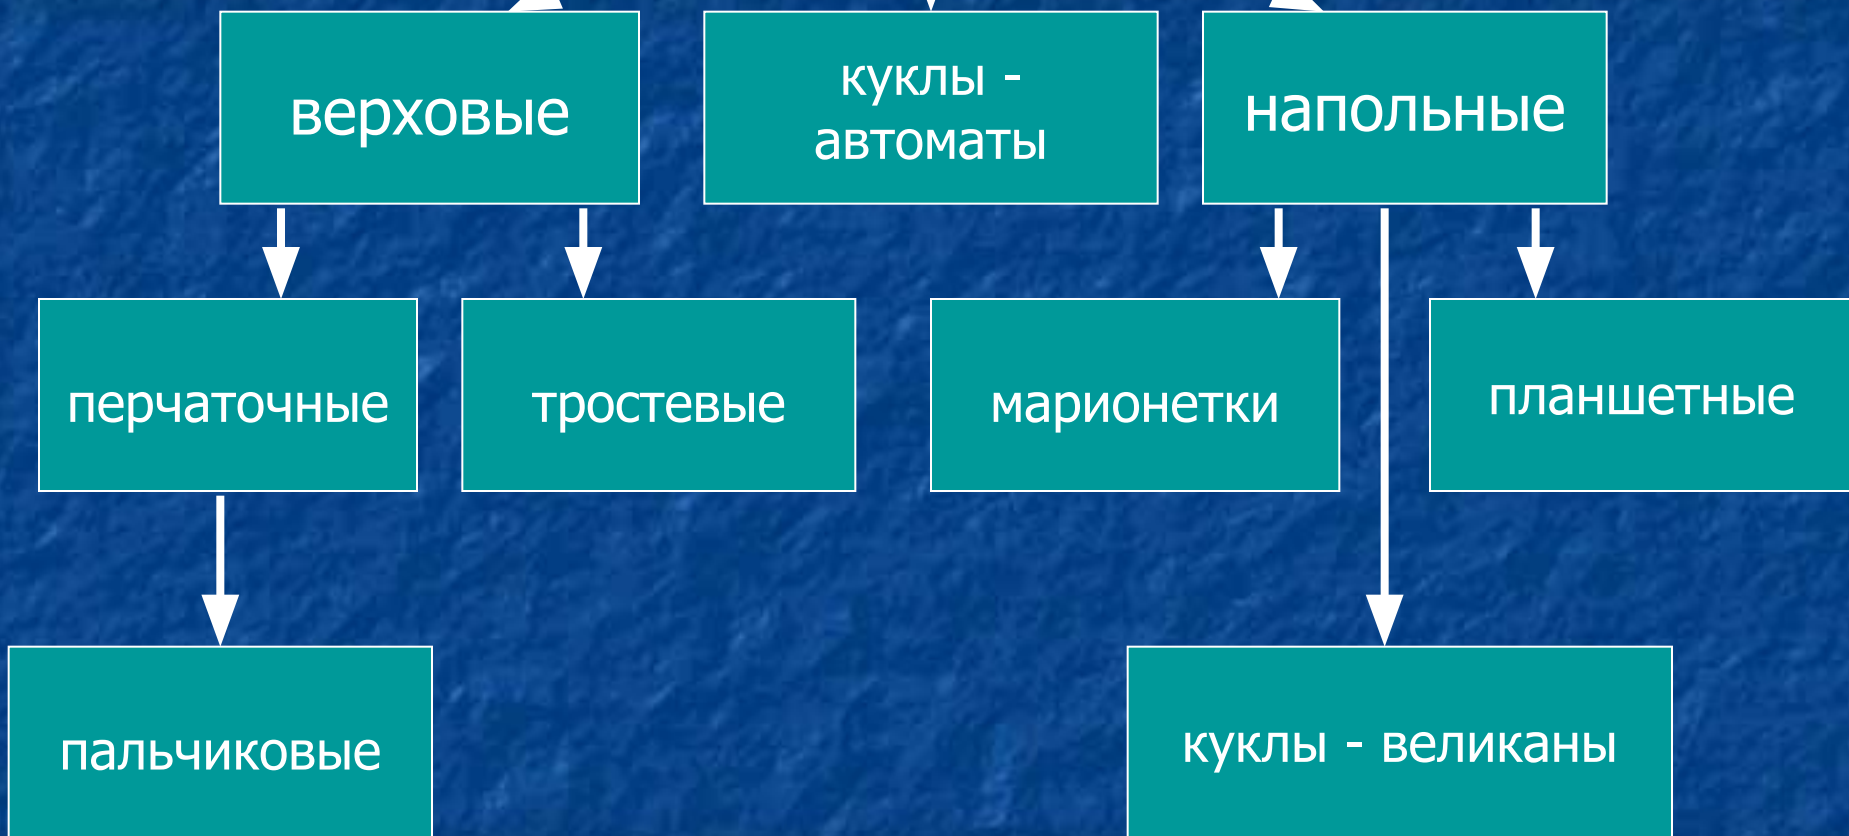 верховые
куклы -
автоматы
напольные
перчаточные
тростевые
марионетки
планшетные
пальчиковые
куклы - великаны